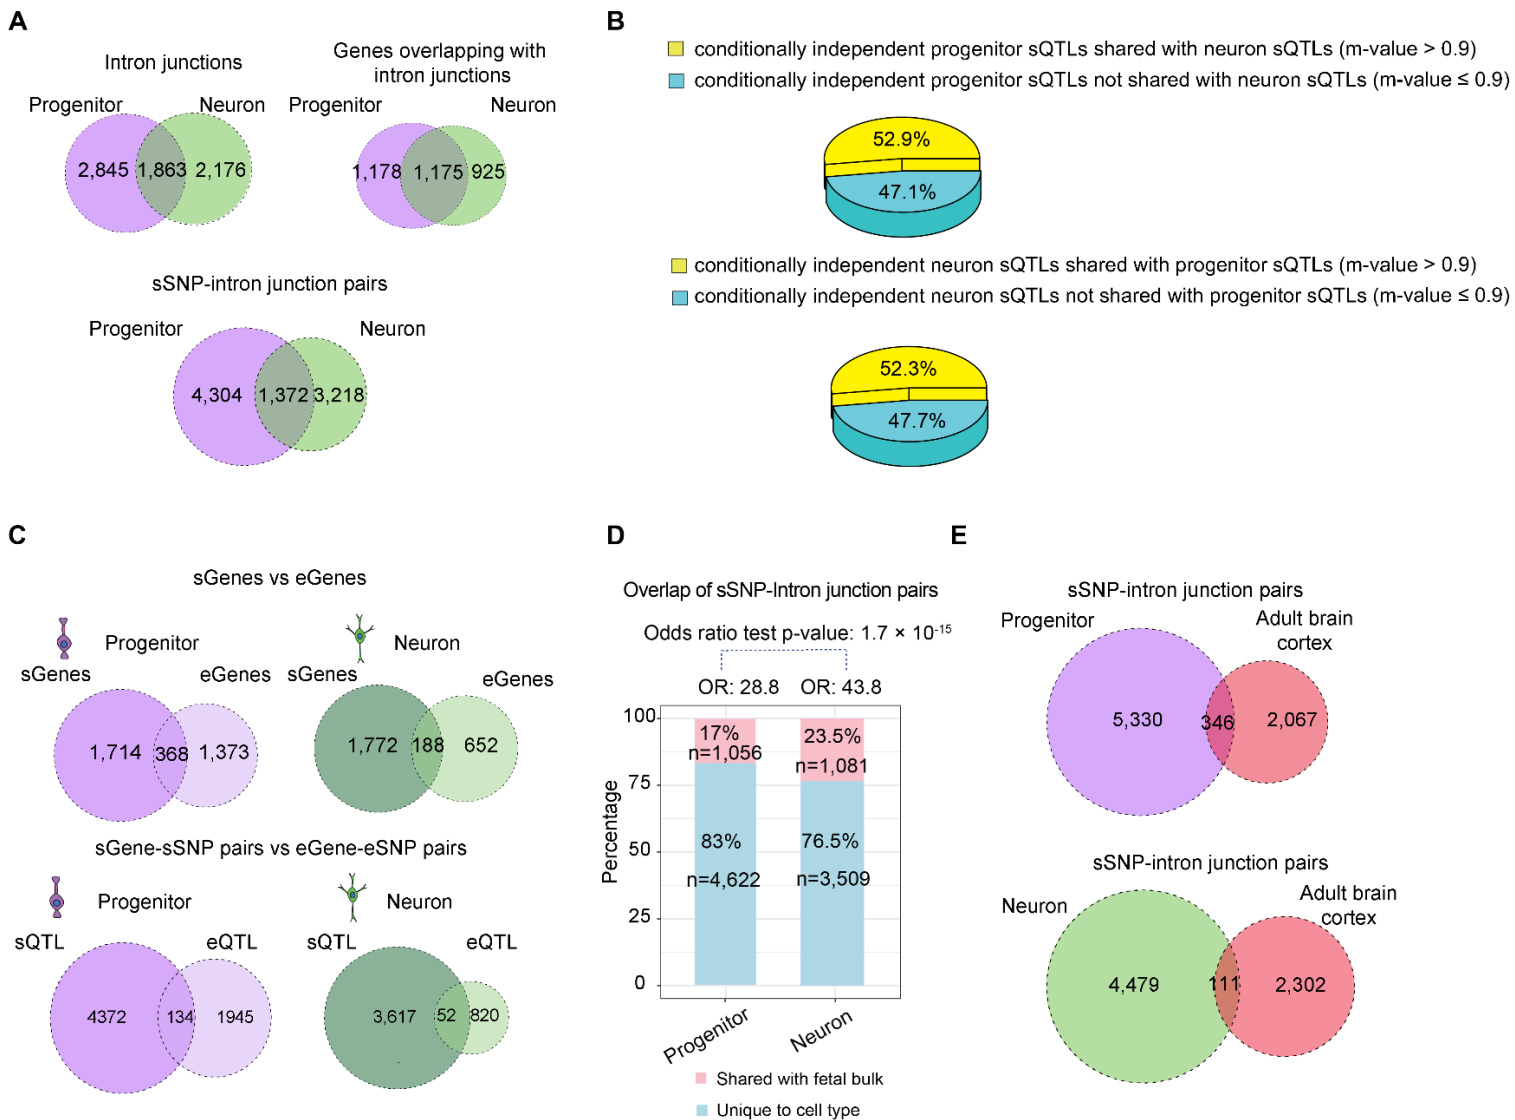 A
Intron junctions
Progenitor
Neuron
2,845
1,863
2,176
Genes overlapping with
intron junctions
Progenitor
Neuron
1,178
1,175
925
sSNP-intron junction pairs
Progenitor
Neuron
4,304
1,372
3,218
B
conditionally independent progenitor sQTLs shared with neuron sQTLs (m-value > 0.9)
conditionally independent progenitor sQTLs not shared with neuron sQTLs (m-value ≤ 0.9)
52.9%
47.1%
conditionally independent neuron sQTLs shared with progenitor sQTLs (m-value > 0.9)
conditionally independent neuron sQTLs not shared with progenitor sQTLs (m-value ≤ 0.9)
52.3%
47.7%
C
sGenes vs eGenes
Progenitor
sGenes
eGenes
1,714
368
1,373
Neuron
sGenes
eGenes
1,772
188
652
sGene-sSNP pairs vs eGene-eSNP pairs
Progenitor
sQTL
eQTL
4372
134
1945
Neuron
sQTL
eQTL
3,617
52
820
D
Overlap of sSNP-Intron junction pairs
Odds ratio test p-value: 1.7 × 10⁻¹⁵
OR: 28.8
OR: 43.8
Percentage
100
75
50
25
0
17%
n=1,056
83%
n=4,622
23.5%
n=1,081
76.5%
n=3,509
Progenitor
Neuron
Shared with fetal bulk
Unique to cell type
E
sSNP-intron junction pairs
Progenitor
Adult brain
cortex
5,330
346
2,067
sSNP-intron junction pairs
Neuron
Adult brain
cortex
4,479
111
2,302